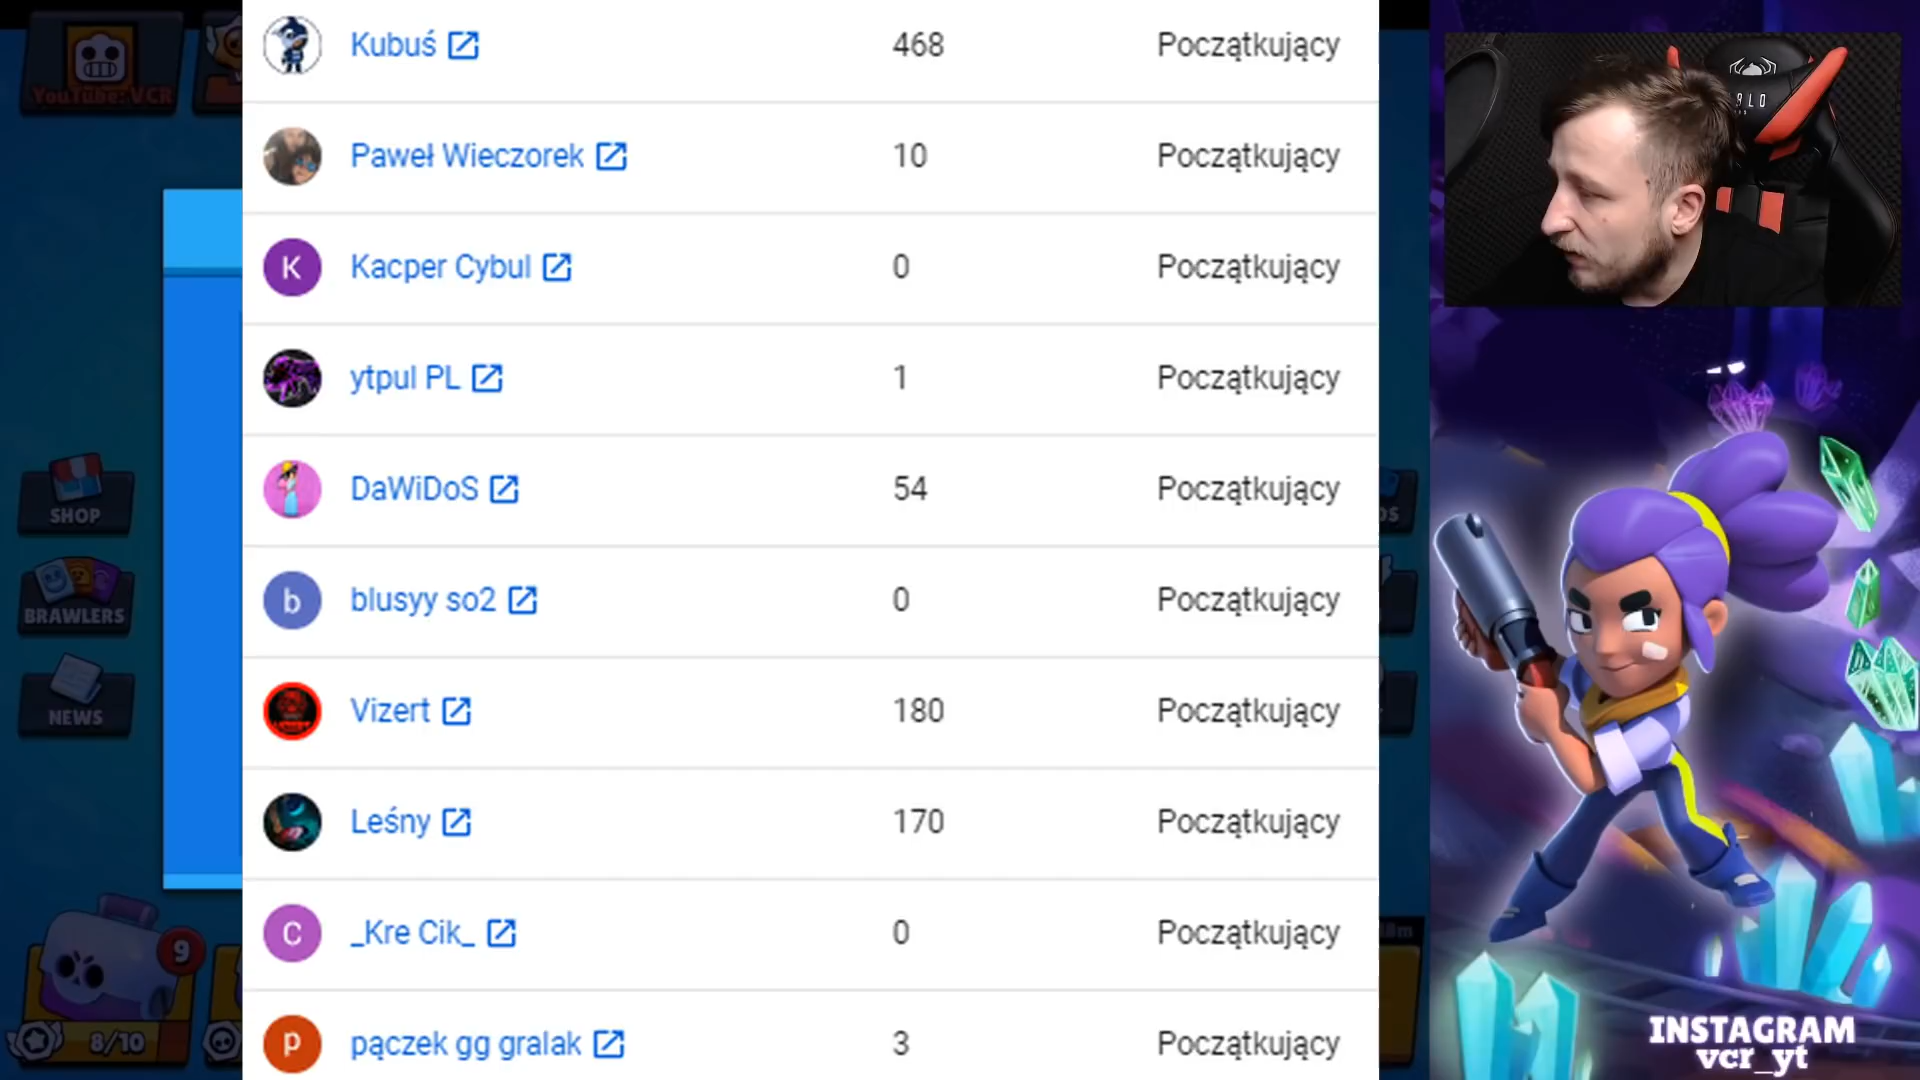 YouTube: VCR
SHOP
BRAWLERS
NEWS
9
8/10
Kubuś 468 Początkujący
Paweł Wieczorek 10 Początkujący
K Kacper Cybul 0 Początkujący
ytpul PL 1 Początkujący
DaWiDoS 54 Początkujący
b blusyy so2 0 Początkujący
Vizert 180 Początkujący
Leśny 170 Początkujący
C _Kre Cik_ 0 Początkujący
p pączek gg gralak 3 Początkujący
INSTAGRAM
vcr_yt